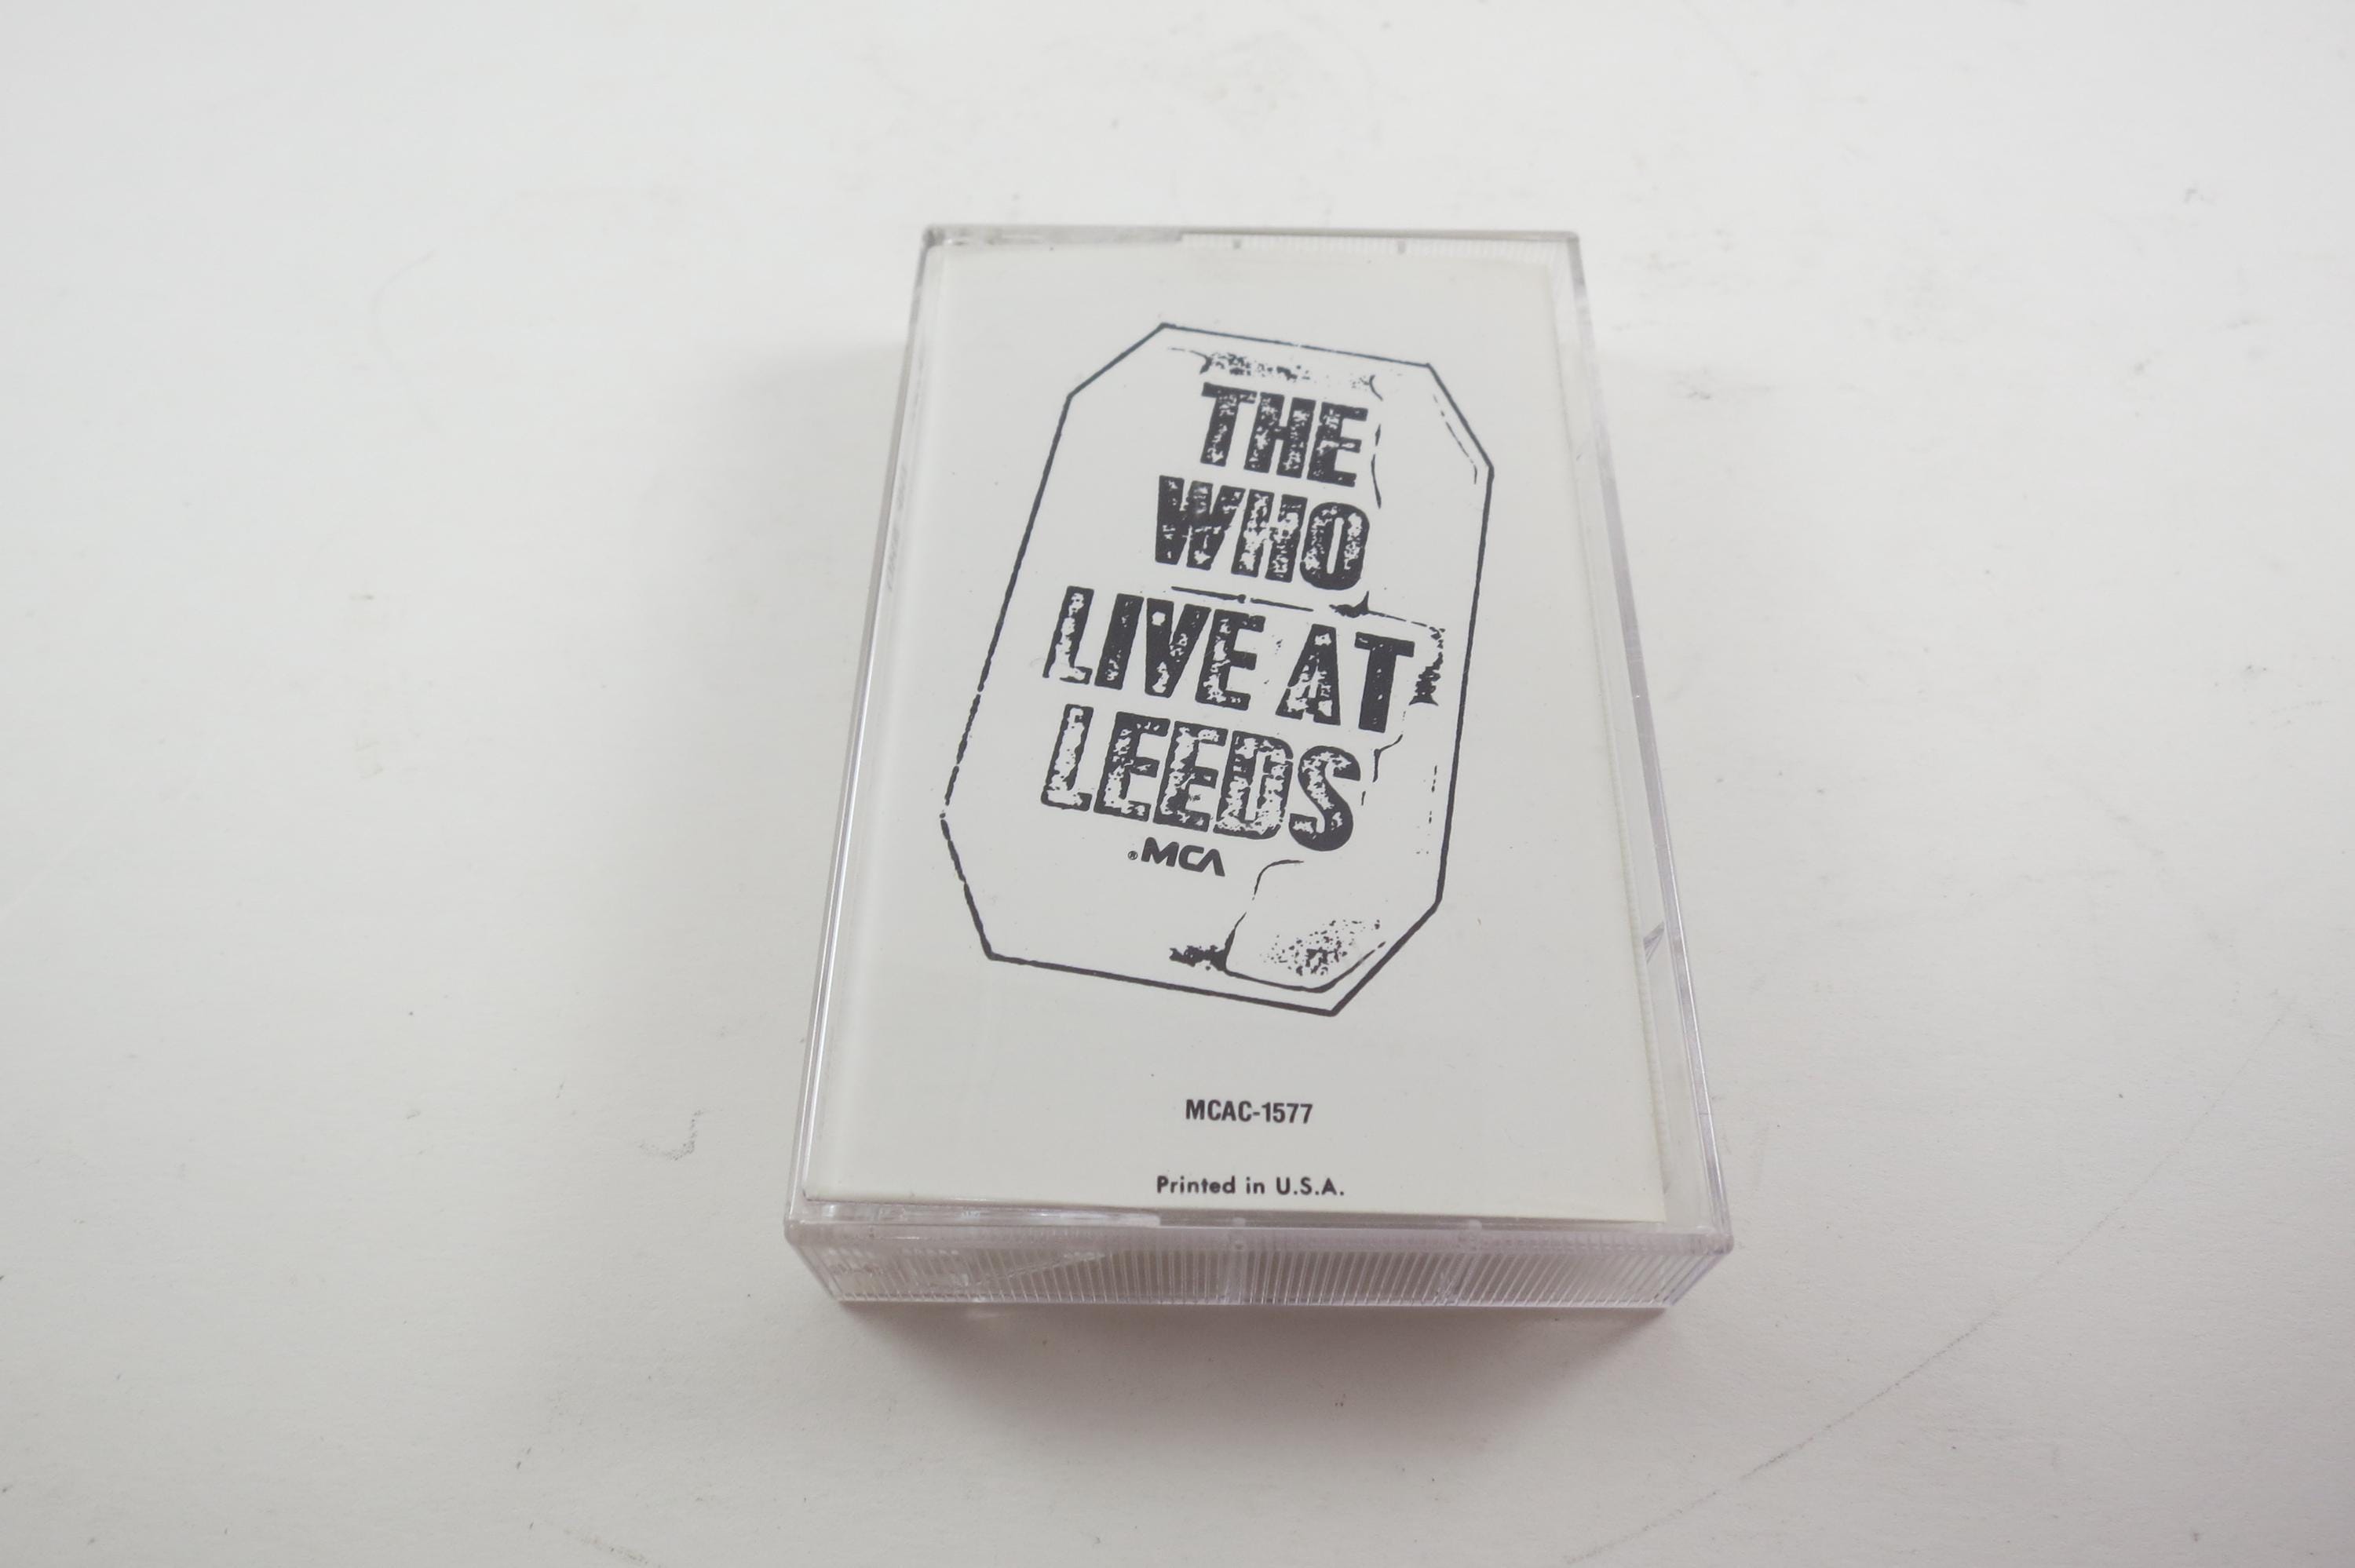 THE
WHO
LIVE AT
LEEDS
®MCA
MCAC-1577
Printed in U.S.A.